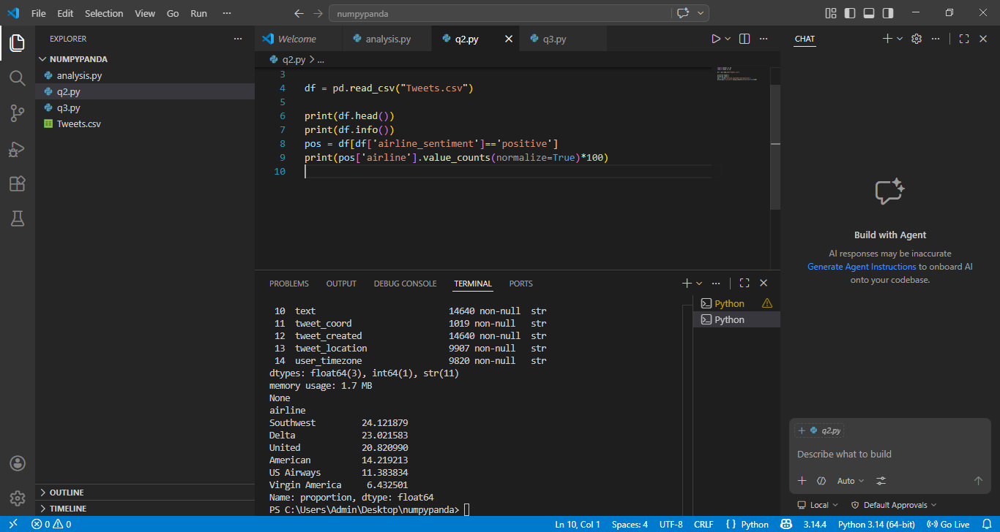 File Edit Selection View Go Run ···
numpypanda
EXPLORER
NUMPYPANDA
analysis.py
q2.py
q3.py
Tweets.csv
OUTLINE
TIMELINE
Welcome analysis.py q2.py q3.py
q2.py > ...
3
4 df = pd.read_csv("Tweets.csv")
5
6 print(df.head())
7 print(df.info())
8 pos = df[df['airline_sentiment']=='positive']
9 print(pos['airline'].value_counts(normalize=True)*100)
10
PROBLEMS OUTPUT DEBUG CONSOLE TERMINAL PORTS
10 text 14640 non-null str
11 tweet_coord 1019 non-null str
12 tweet_created 14640 non-null str
13 tweet_location 9907 non-null str
14 user_timezone 9820 non-null str
dtypes: float64(3), int64(1), str(11)
memory usage: 1.7 MB
None
airline
Southwest 24.121879
Delta 23.021583
United 20.820990
American 14.219213
US Airways 11.383834
Virgin America 6.432501
Name: proportion, dtype: float64
PS C:\Users\Admin\Desktop\numpypanda>
Python
Python
CHAT
Build with Agent
AI responses may be inaccurate
Generate Agent Instructions to onboard AI
onto your codebase.
q2.py
Describe what to build
Auto
Local Default Approvals
0 0
Ln 10, Col 1 Spaces: 4 UTF-8 CRLF { } Python 3.14.4 Python 3.14 (64-bit) Go Live